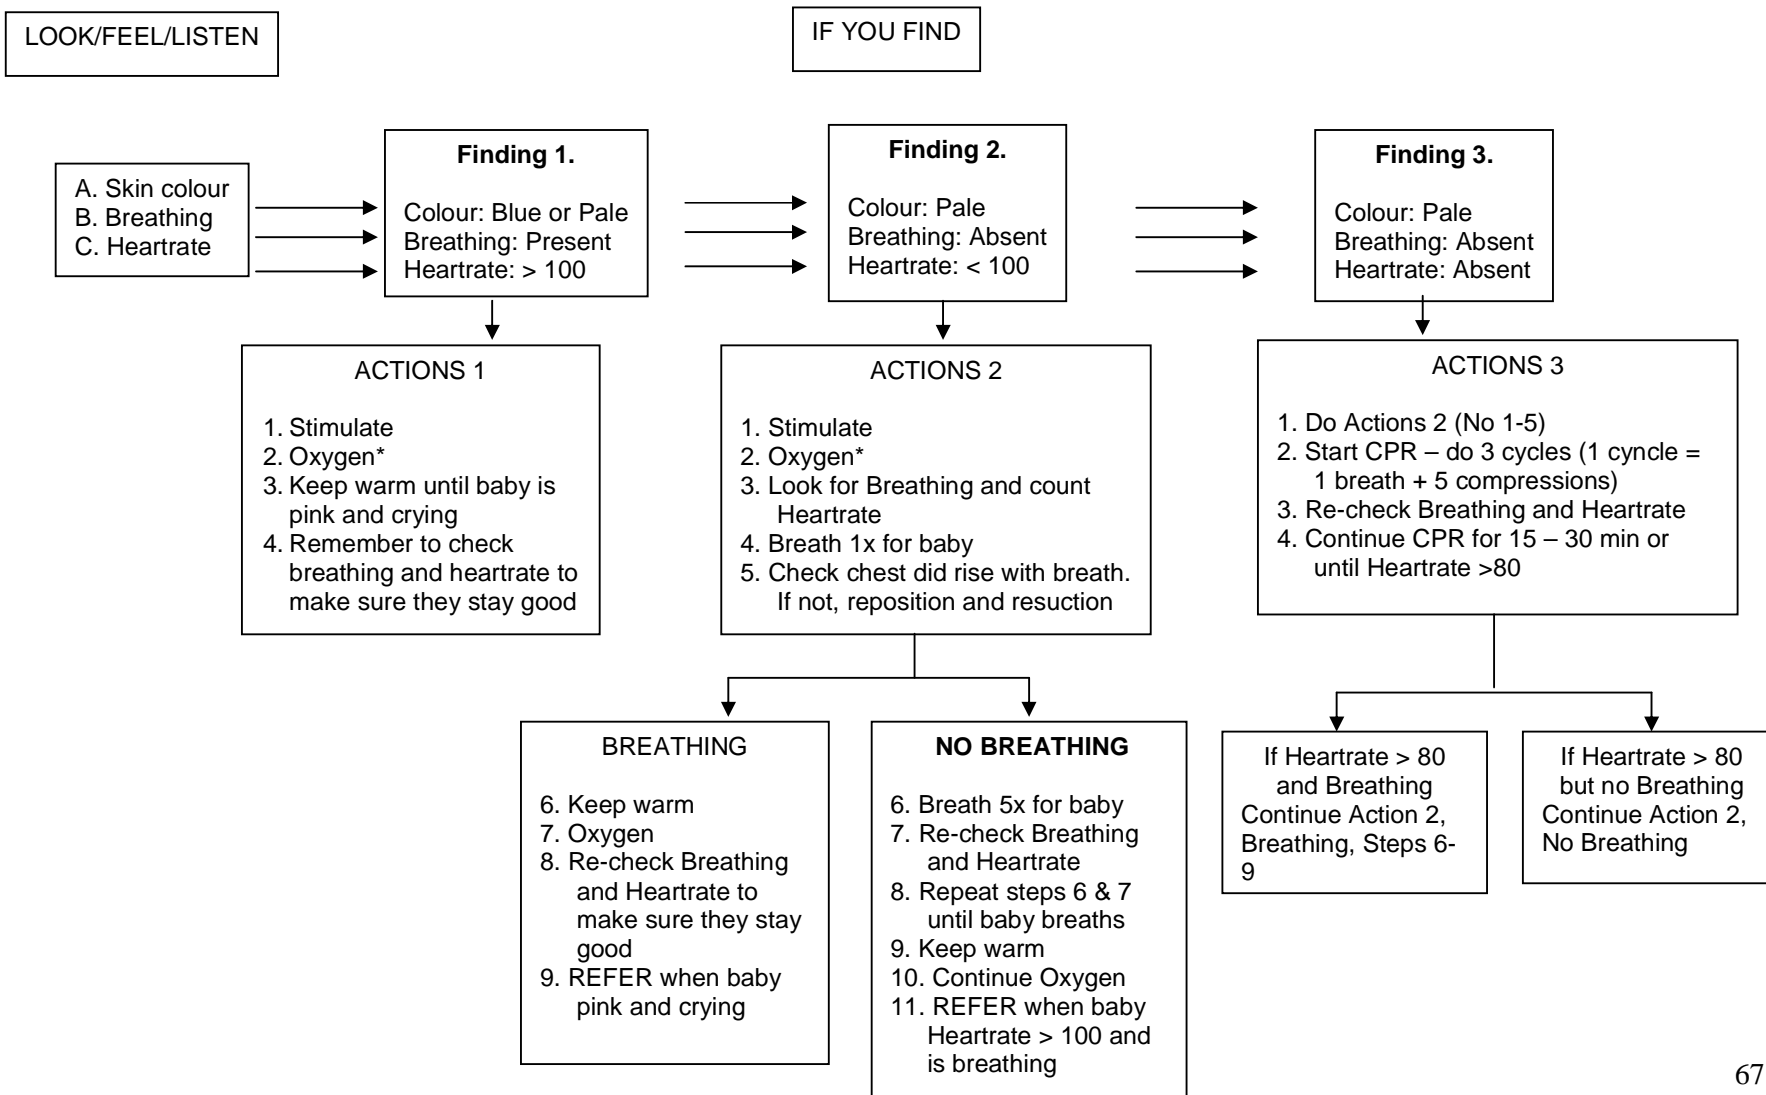 LOOK/FEEL/LISTEN
IF YOU FIND
A. Skin colour
B. Breathing
C. Heartrate
Finding 1.
Colour: Blue or Pale
Breathing: Present
Heartrate: > 100
Finding 2.
Colour: Pale
Breathing: Absent
Heartrate: < 100
Finding 3.
Colour: Pale
Breathing: Absent
Heartrate: Absent
ACTIONS 1
1. Stimulate
2. Oxygen*
3. Keep warm until baby is
pink and crying
4. Remember to check
breathing and heartrate to
make sure they stay good
ACTIONS 2
1. Stimulate
2. Oxygen*
3. Look for Breathing and count
Heartrate
4. Breath 1x for baby
5. Check chest did rise with breath.
If not, reposition and resuction
ACTIONS 3
1. Do Actions 2 (No 1-5)
2. Start CPR – do 3 cycles (1 cyncle =
1 breath + 5 compressions)
3. Re-check Breathing and Heartrate
4. Continue CPR for 15 – 30 min or
until Heartrate >80
BREATHING
6. Keep warm
7. Oxygen
8. Re-check Breathing
and Heartrate to
make sure they stay
good
9. REFER when baby
pink and crying
NO BREATHING
6. Breath 5x for baby
7. Re-check Breathing
and Heartrate
8. Repeat steps 6 & 7
until baby breaths
9. Keep warm
10. Continue Oxygen
11. REFER when baby
Heartrate > 100 and
is breathing
If Heartrate > 80
and Breathing
Continue Action 2,
Breathing, Steps 6-
9
If Heartrate > 80
but no Breathing
Continue Action 2,
No Breathing
67